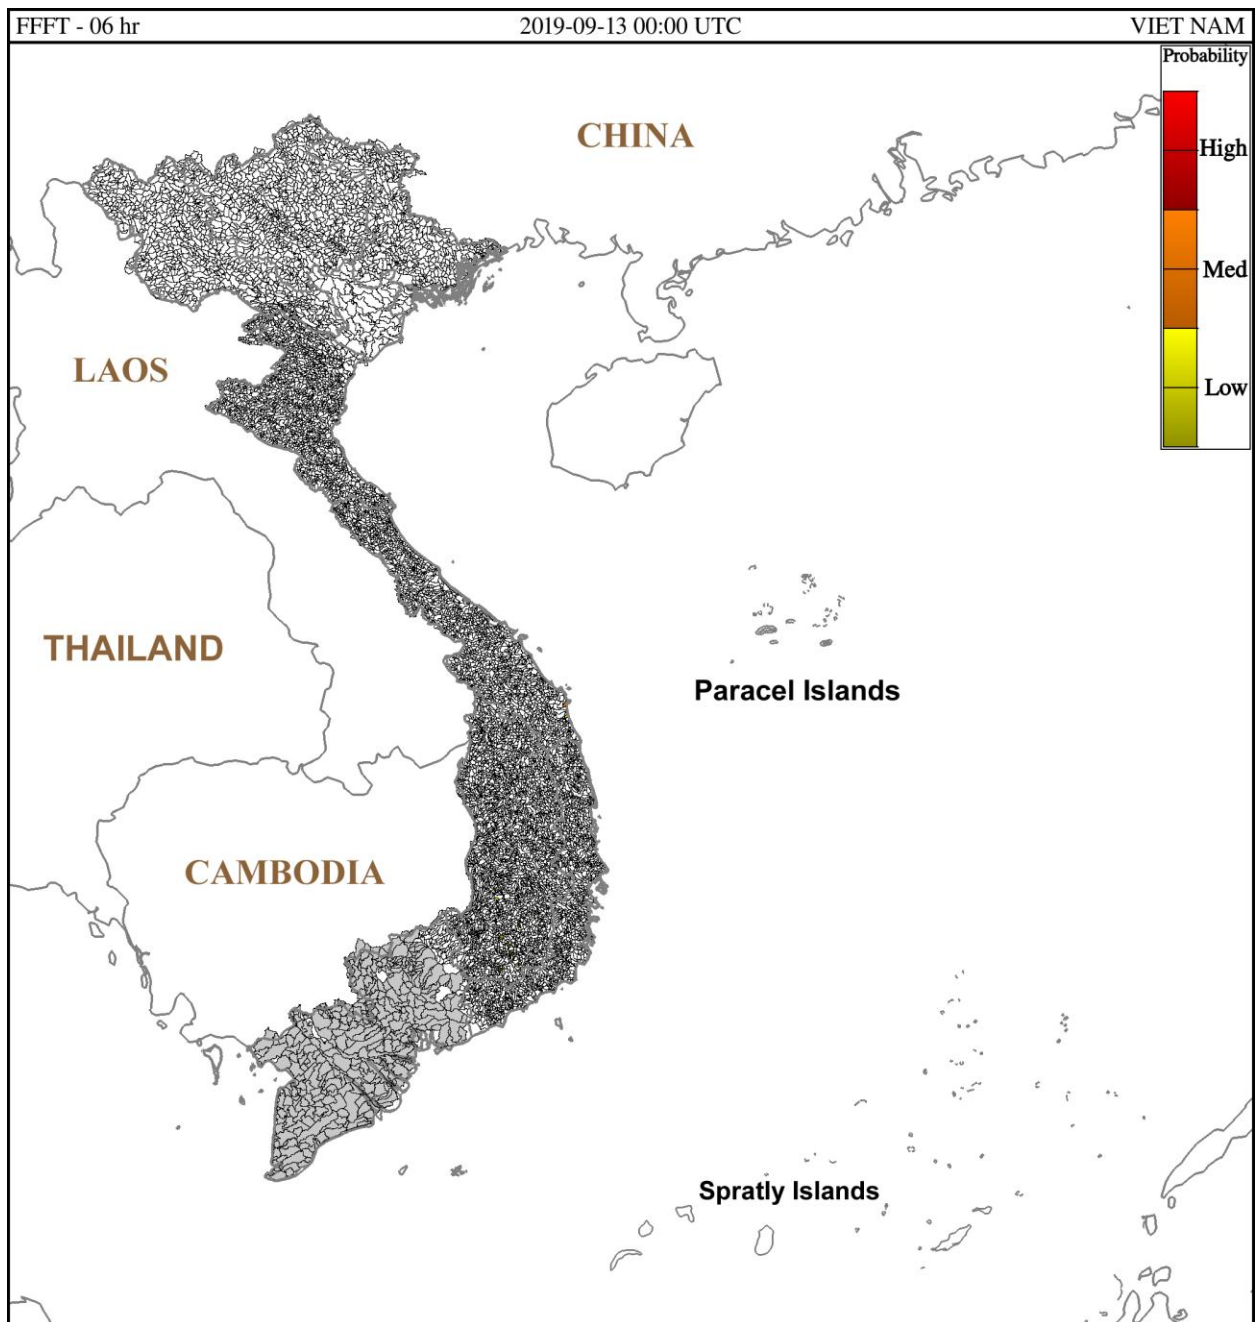 FFFT - 06 hr 2019-09-13 00:00 UTC VIET NAM
Probability
CHINA
High
Med
LAOS
Low
THAILAND
Paracel Islands
CAMBODIA
Spratly Islands